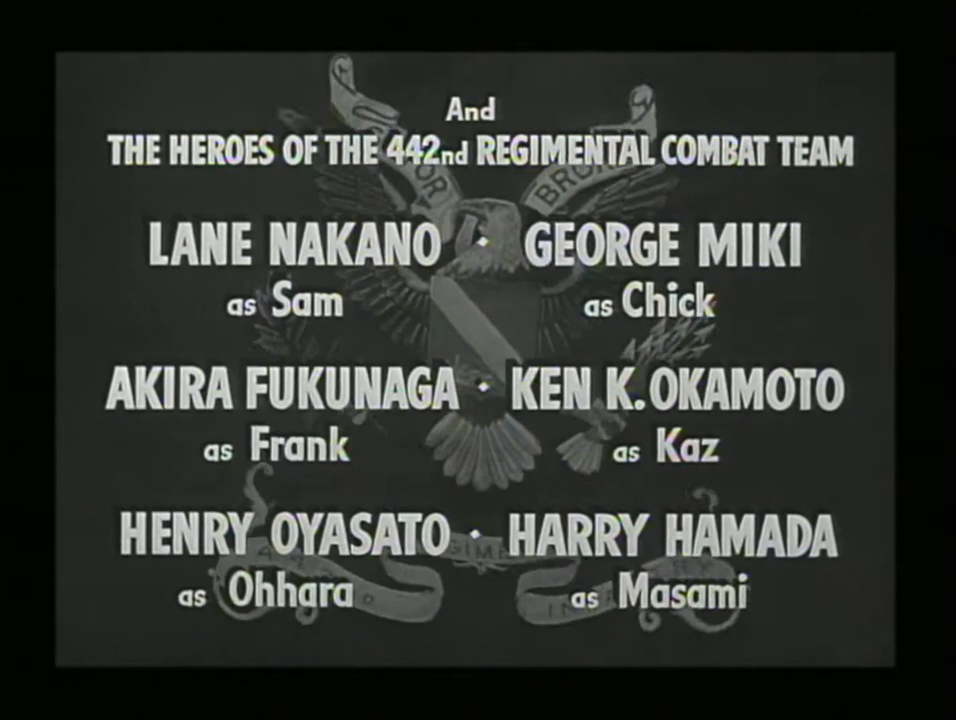 And
THE HEROES OF THE 442nd REGIMENTAL COMBAT TEAM
LANE NAKANO · GEORGE MIKI
as Sam as Chick
AKIRA FUKUNAGA · KEN K. OKAMOTO
as Frank as Kaz
HENRY OYASATO · HARRY HAMADA
as Ohhara as Masami